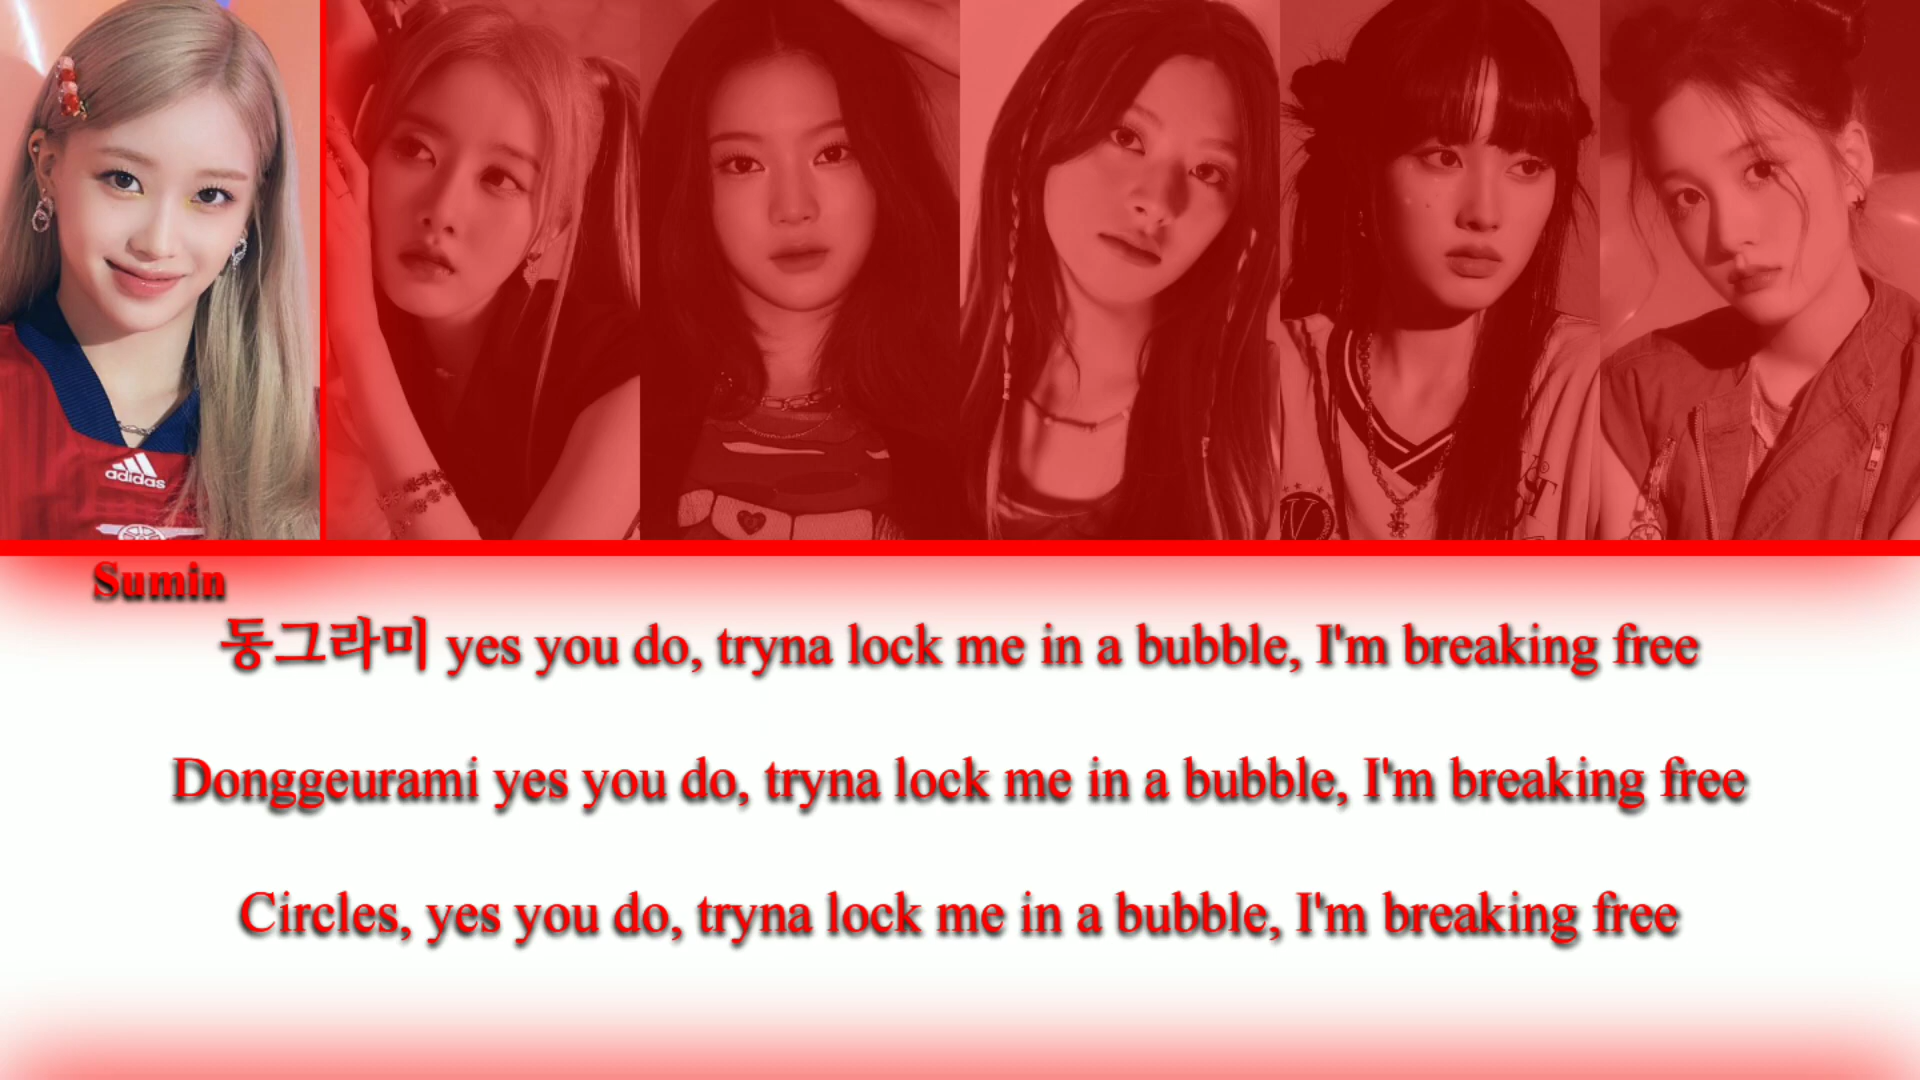 adidas
Sumin
동그라미 yes you do, tryna lock me in a bubble, I'm breaking free
Donggeurami yes you do, tryna lock me in a bubble, I'm breaking free
Circles, yes you do, tryna lock me in a bubble, I'm breaking free